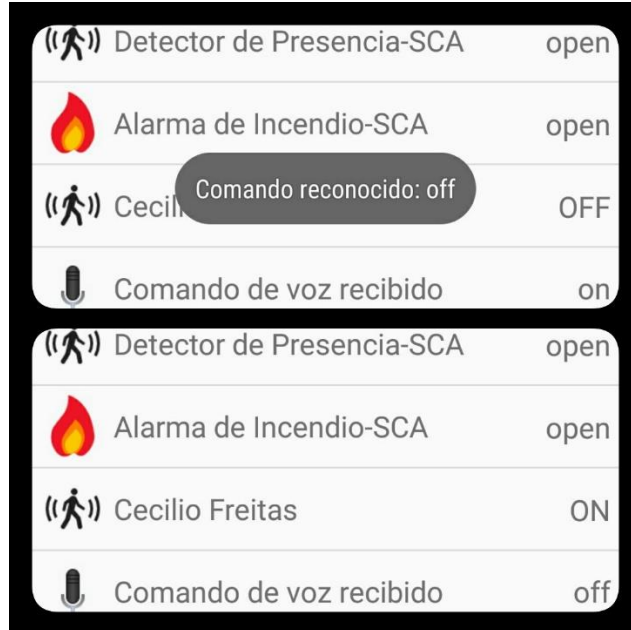 Detector de Presencia-SCA open
Alarma de Incendio-SCA open
Comando reconocido: off
Cecil OFF
Comando de voz recibido on
Detector de Presencia-SCA open
Alarma de Incendio-SCA open
Cecilio Freitas ON
Comando de voz recibido off